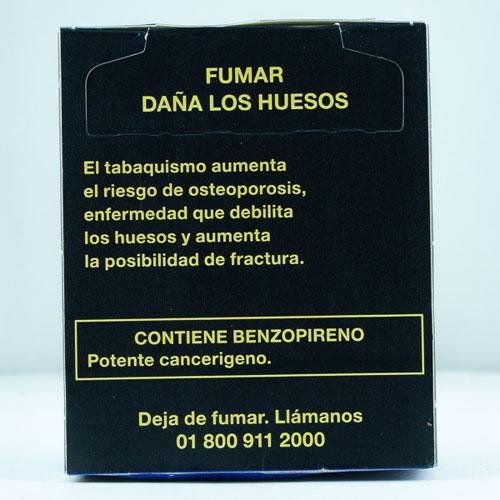 FUMAR
DAÑA LOS HUESOS
El tabaquismo aumenta
el riesgo de osteoporosis,
enfermedad que debilita
los huesos y aumenta
la posibilidad de fractura.
CONTIENE BENZOPIRENO
Potente cancerigeno.
Deja de fumar. Llámanos
01 800 911 2000